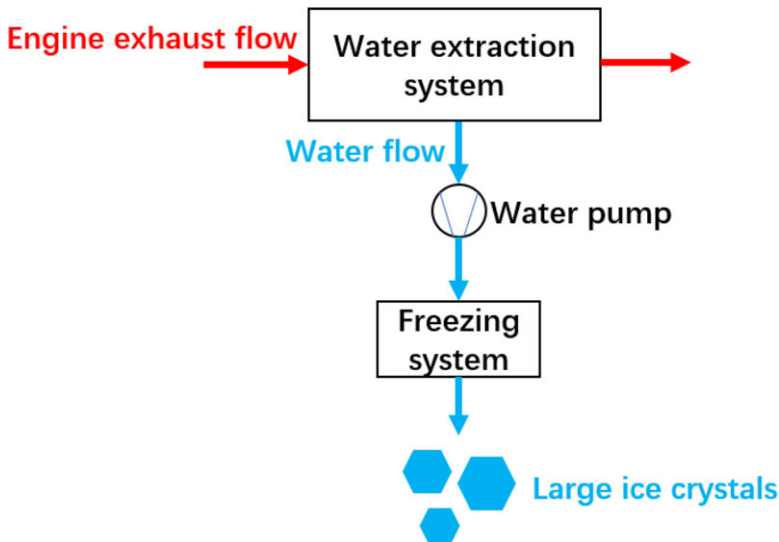 Engine exhaust flow
Water extraction
system
Water flow
Water pump
Freezing
system
Large ice crystals